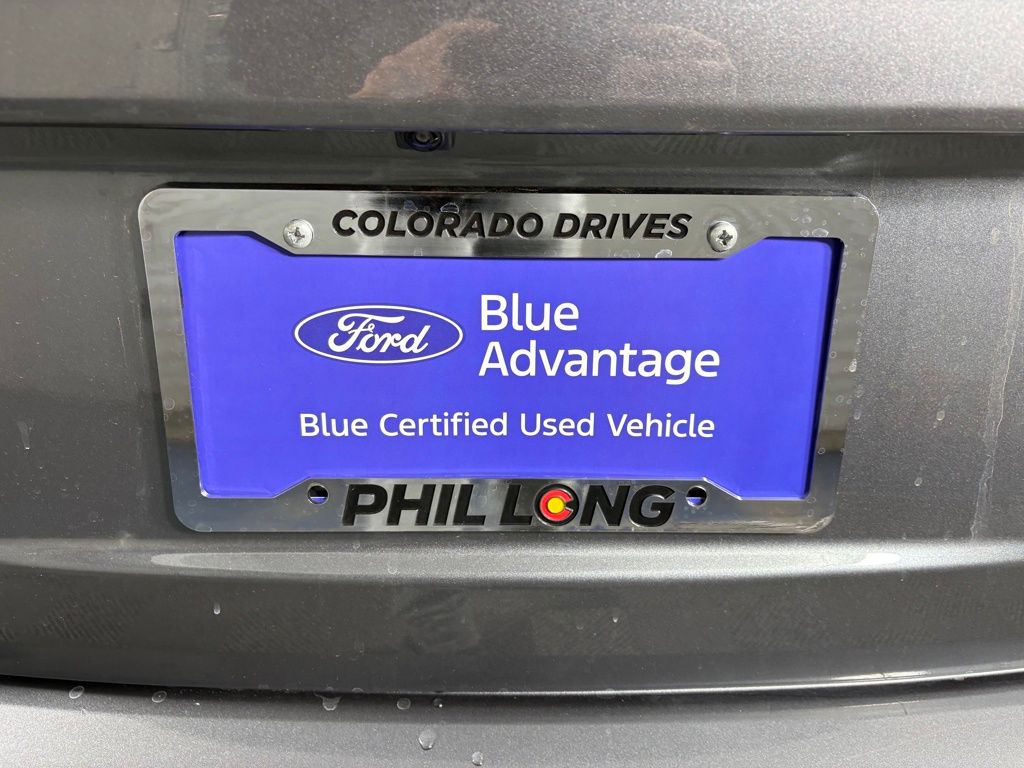 COLORADO DRIVES
Ford
Blue
Advantage
Blue Certified Used Vehicle
PHIL LONG